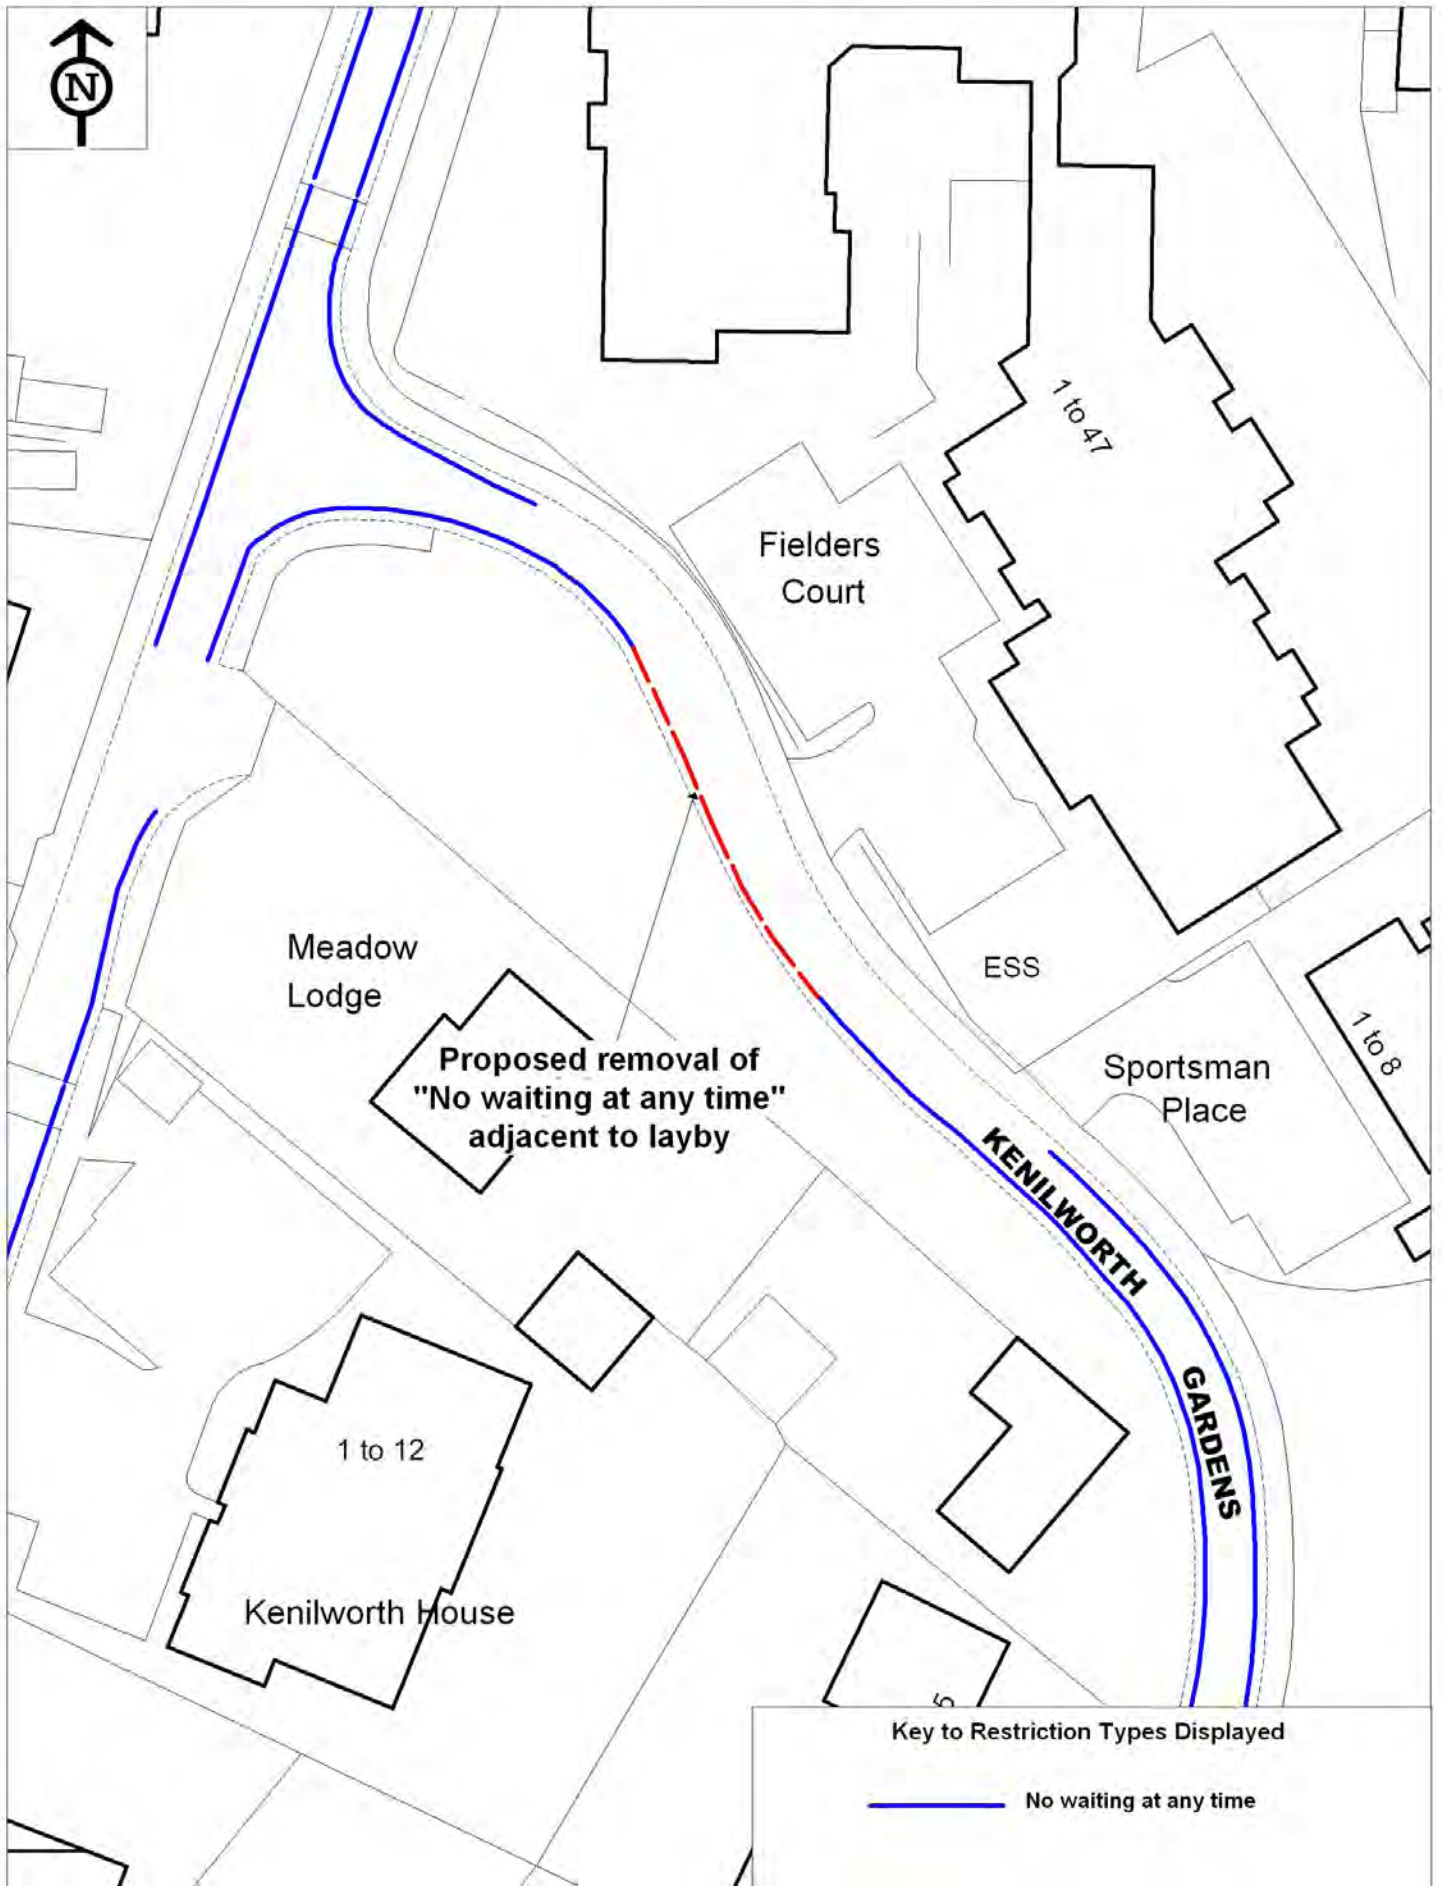 N
1 to 47
Fielders
Court
Meadow
Lodge
ESS
Proposed removal of
"No waiting at any time"
adjacent to layby
Sportsman
Place
1 to 8
KENILWORTH
GARDENS
1 to 12
Kenilworth House
5
Key to Restriction Types Displayed
No waiting at any time